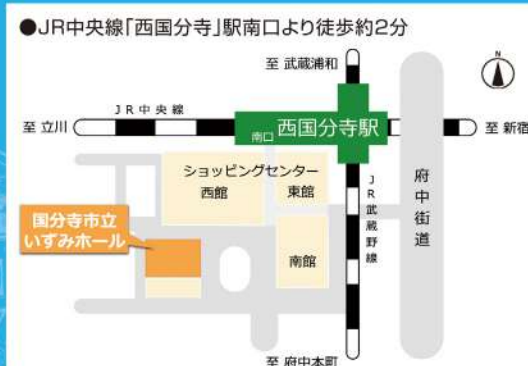 ●JR中央線「西国分寺」駅南口より徒歩約2分
至 武蔵浦和
N
JR中央線
至 立川
南口
西国分寺駅
至 新宿
ショッピングセンター
西館
東館
JR武蔵野線
府中街道
国分寺市立
いずみホール
南館
至 府中本町